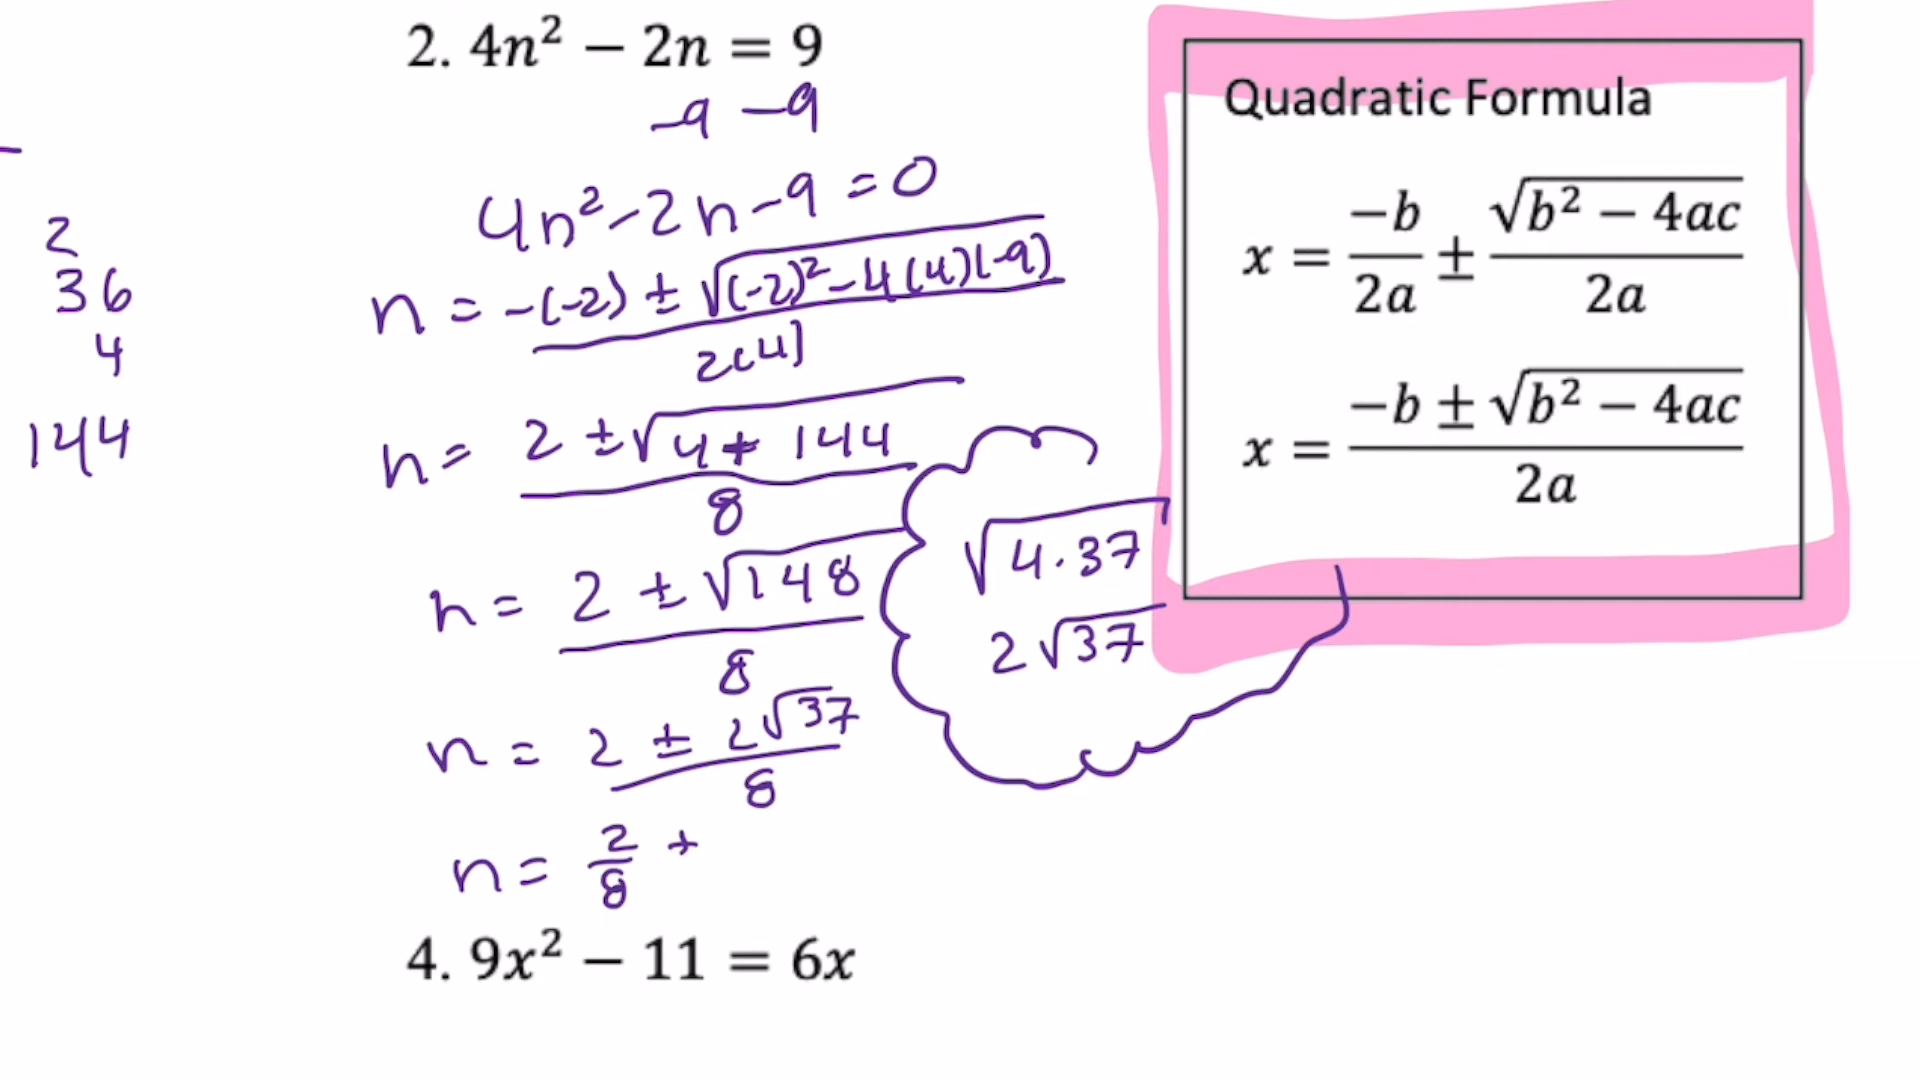 2. 4n² − 2n = 9
-9 -9
4n² - 2n - 9 = 0
n = -(-2) ± √(-2)² - 4(4)(-9)
2(4)
n = 2 ± √4 + 144
8
n = 2 ± √148
8
n = 2 ± 2√37
8
n = 2/8 +
4. 9x² − 11 = 6x
2
36
4
144
√4·37
2√37
Quadratic Formula
x = −b/2a ± √b² − 4ac/2a
x = −b ± √b² − 4ac/2a